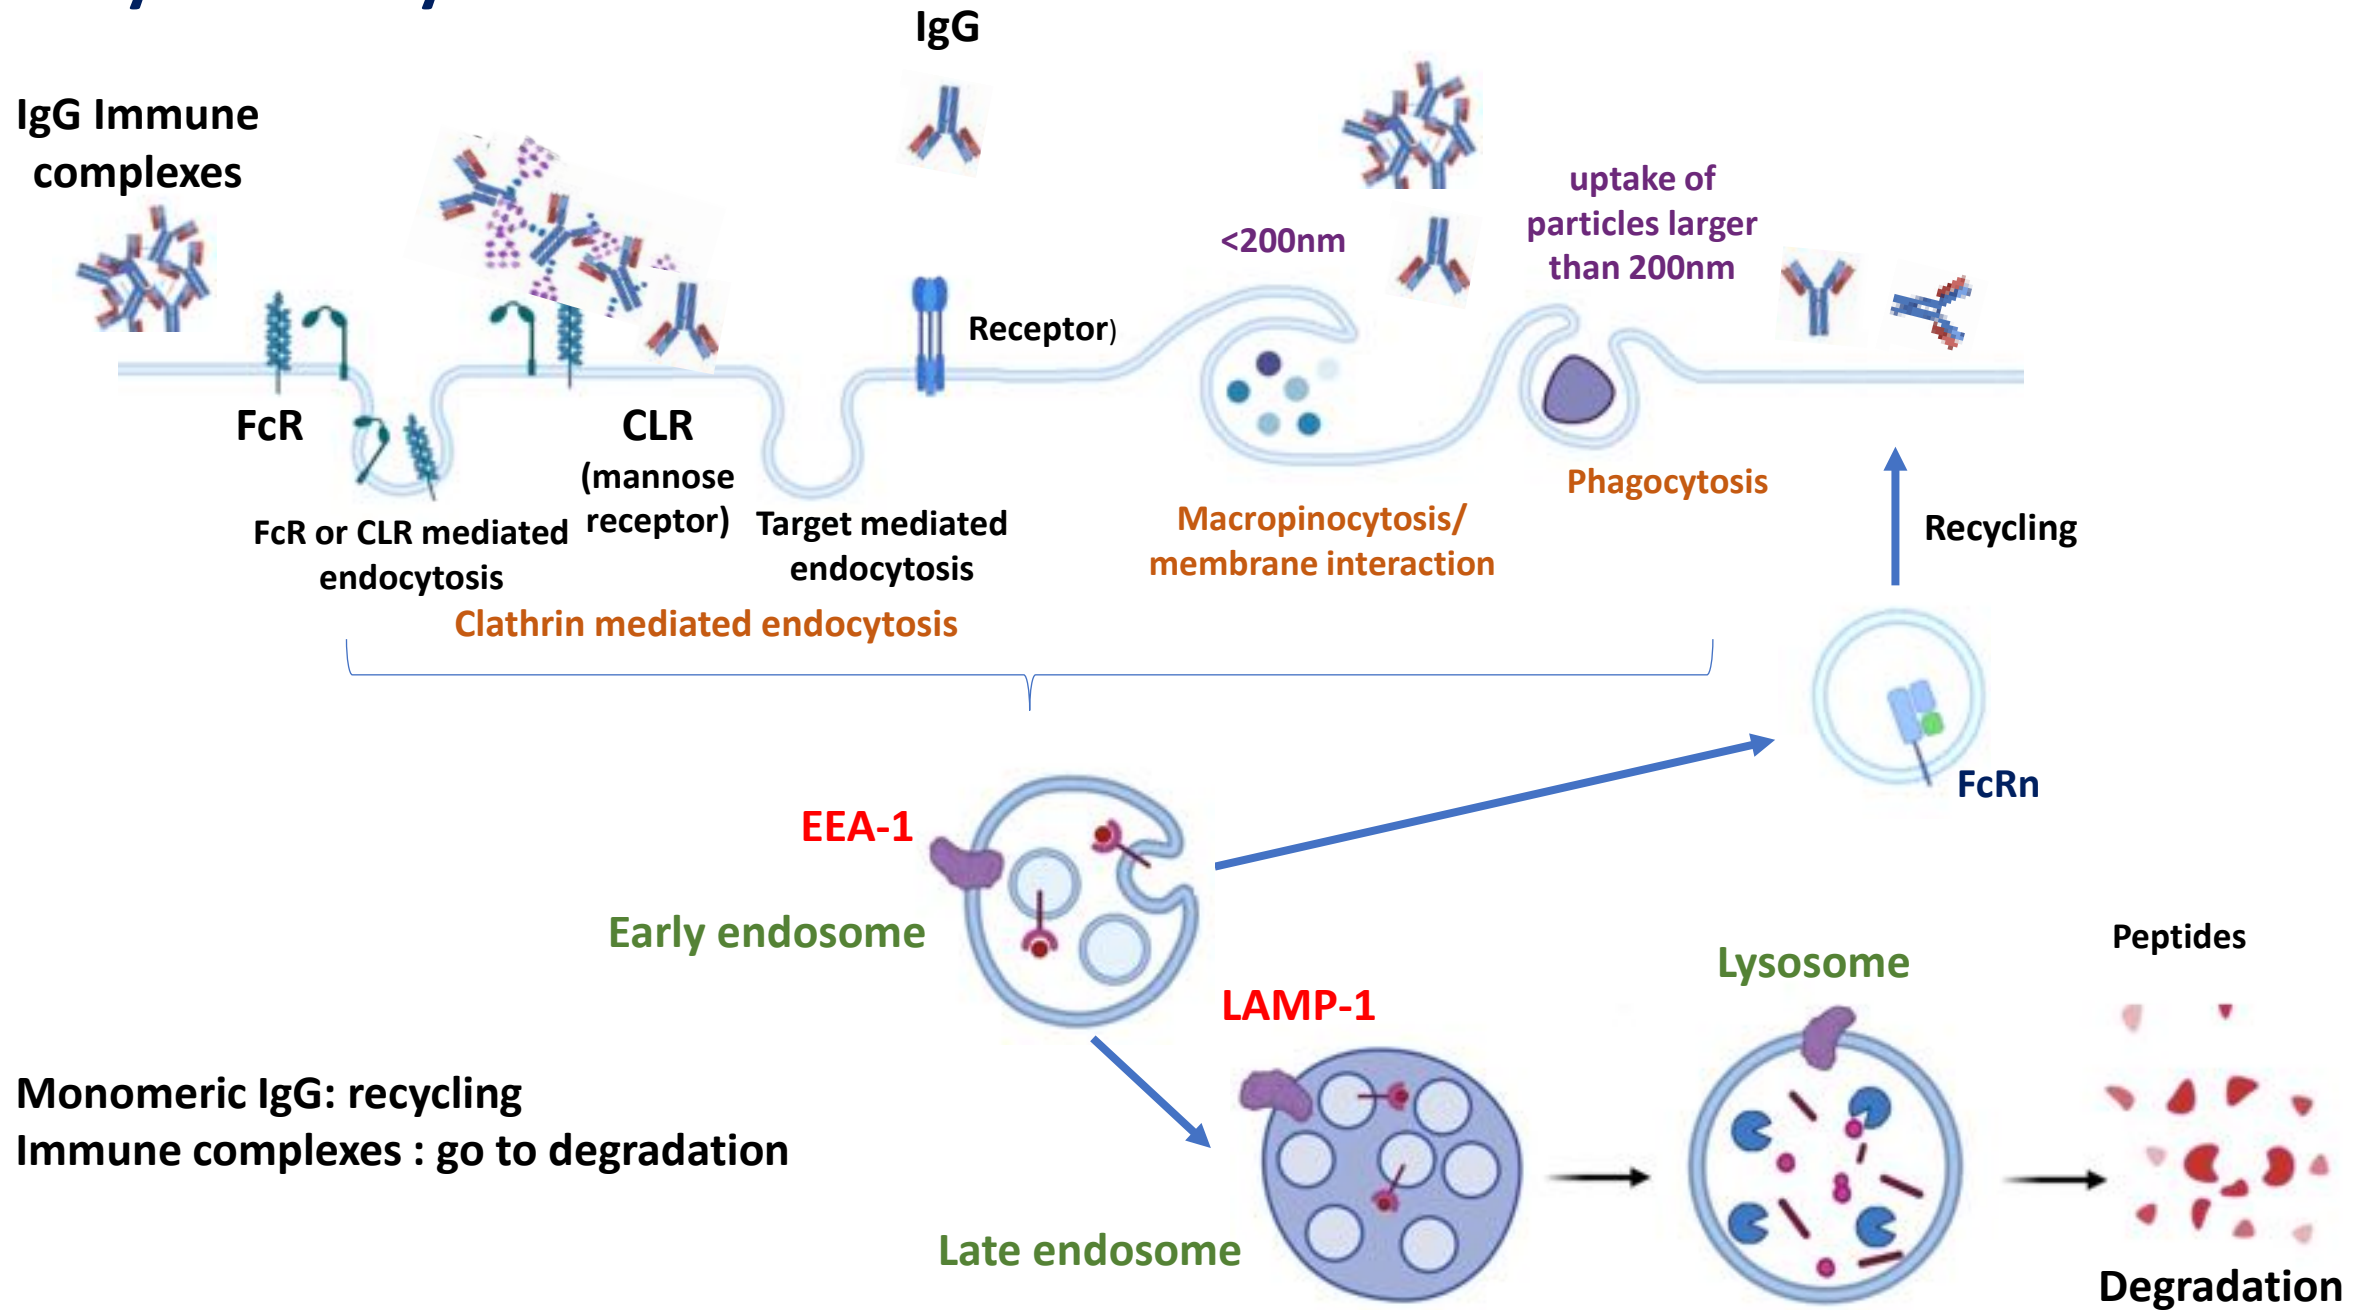 IgG
IgG Immune
complexes
uptake of
particles larger
than 200nm
<200nm
Receptor)
FcR
CLR
(mannose
receptor)
FcR or CLR mediated
endocytosis
Target mediated
endocytosis
Clathrin mediated endocytosis
Macropinocytosis/
membrane interaction
Phagocytosis
Recycling
FcRn
EEA-1
Early endosome
LAMP-1
Lysosome
Peptides
Monomeric IgG: recycling
Immune complexes : go to degradation
Late endosome
Degradation